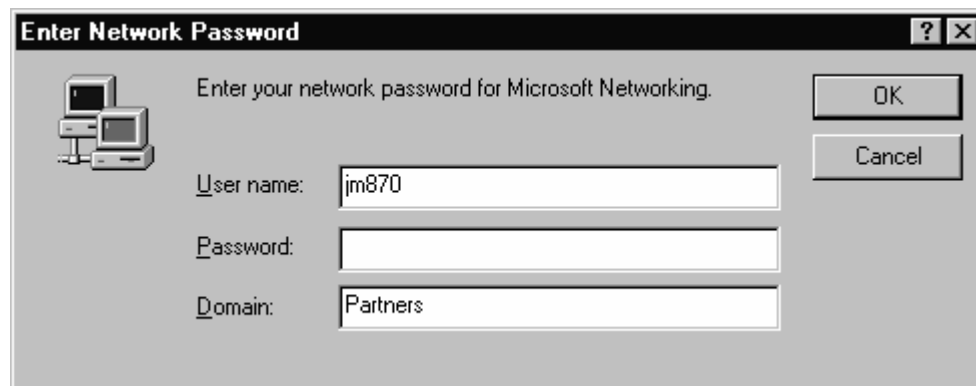 Enter Network Password
Enter your network password for Microsoft Networking.
OK
Cancel
User name: jm870
Password:
Domain: Partners